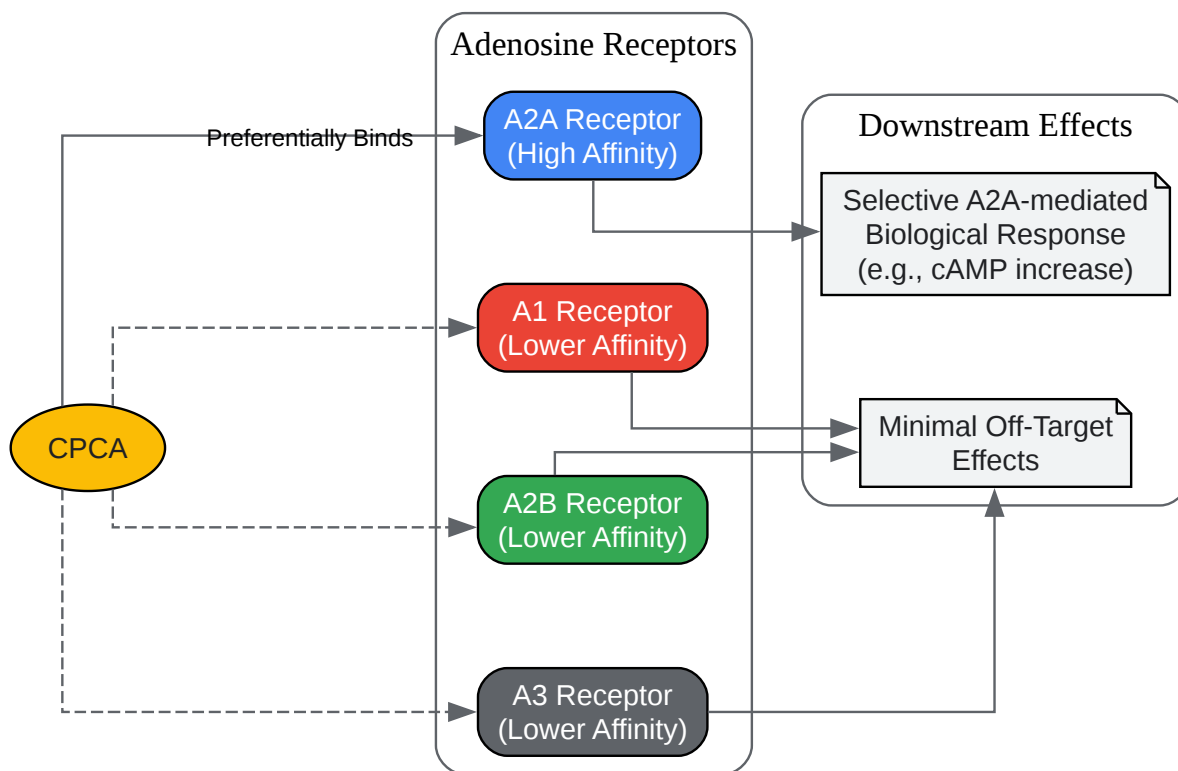 Adenosine Receptors
A2A Receptor
(High Affinity)
Preferentially Binds
Downstream Effects
Selective A2A-mediated
Biological Response
(e.g., cAMP increase)
A1 Receptor
(Lower Affinity)
CPCA
Minimal Off-Target
Effects
A2B Receptor
(Lower Affinity)
A3 Receptor
(Lower Affinity)